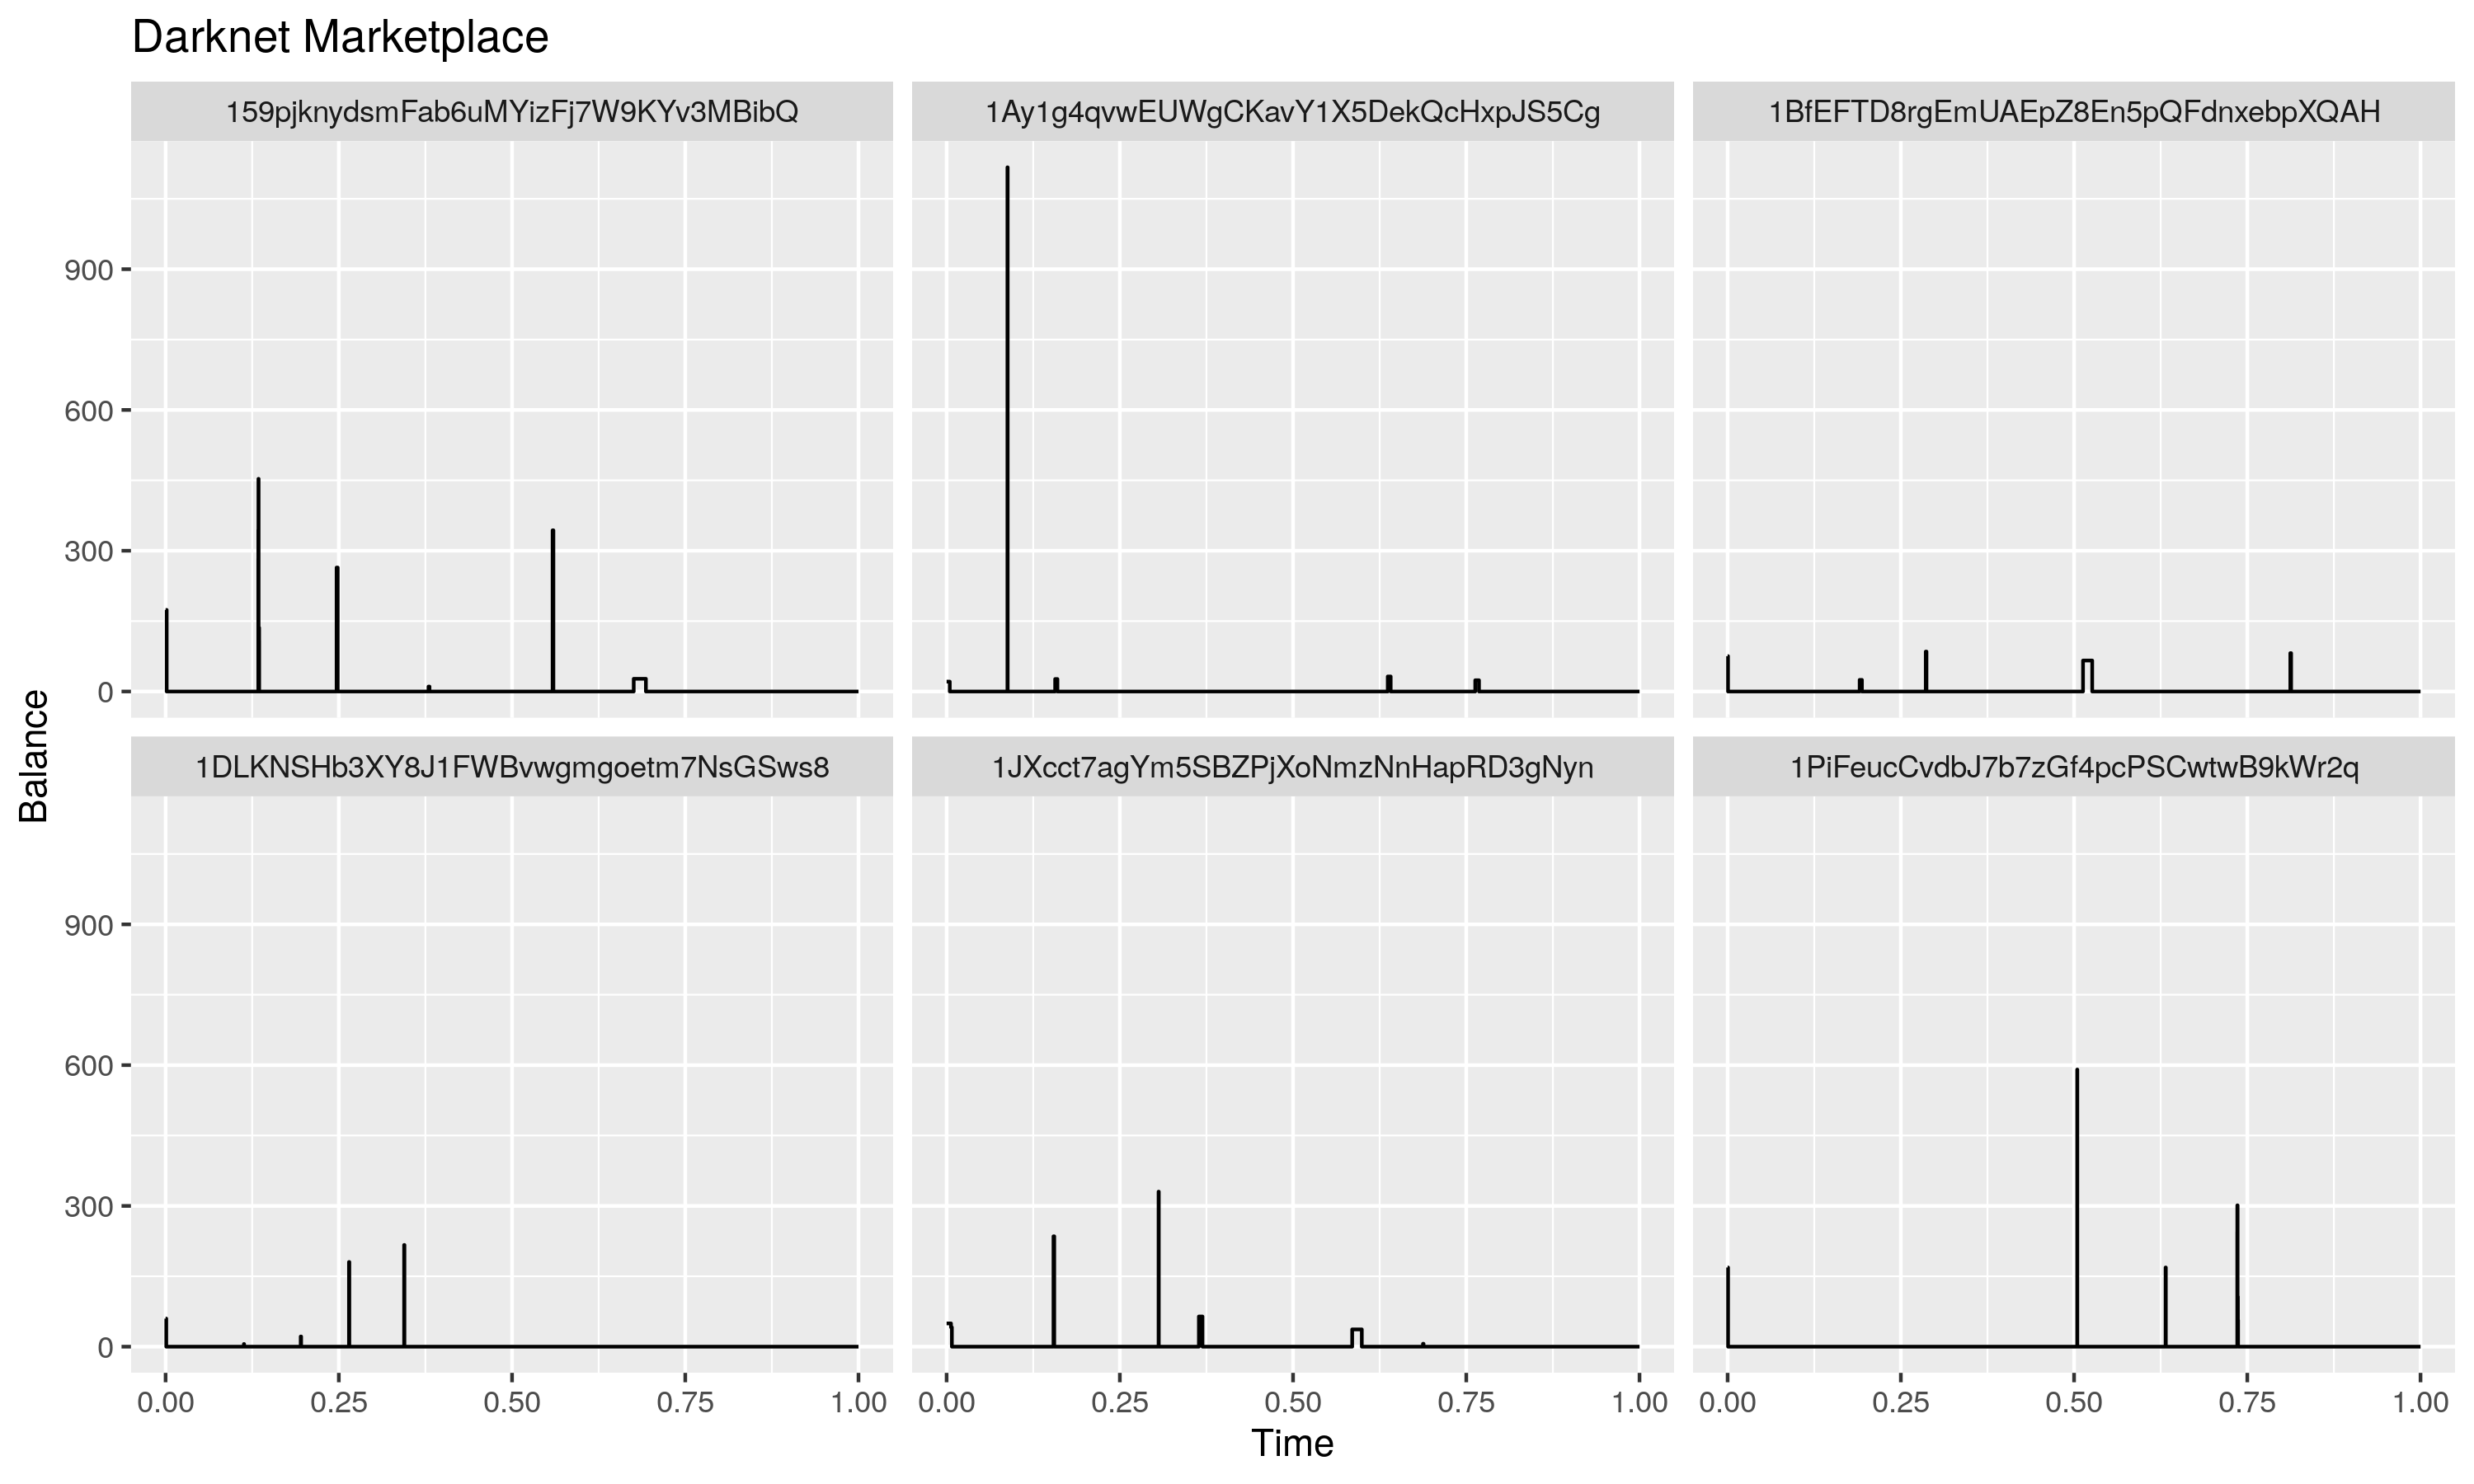 Darknet Marketplace
159pjknydsmFab6uMYizFj7W9KYv3MBibQ
1Ay1g4qvwEUWgCKavY1X5DekQcHxpJS5Cg
1BfEFTD8rgEmUAEpZ8En5pQFdnxebpXQAH
900
600
300
0
Balance
1DLKNSHb3XY8J1FWBvwgmgoetm7NsGSws8
1JXcct7agYm5SBZPjXoNmzNnHapRD3gNyn
1PiFeucCvdbJ7b7zGf4pcPSCwtwB9kWr2q
900
600
300
0
0.00 0.25 0.50 0.75 1.00
0.00 0.25 0.50 0.75 1.00
0.00 0.25 0.50 0.75 1.00
Time